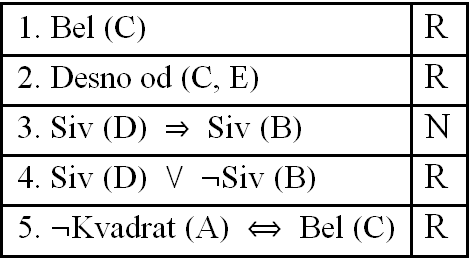 1. Bel (C) R
2. Desno od (C, E) R
3. Siv (D) ⇒ Siv (B) N
4. Siv (D) \/ ¬Siv (B) R
5. ¬Kvadrat (A) ⇔ Bel (C) R